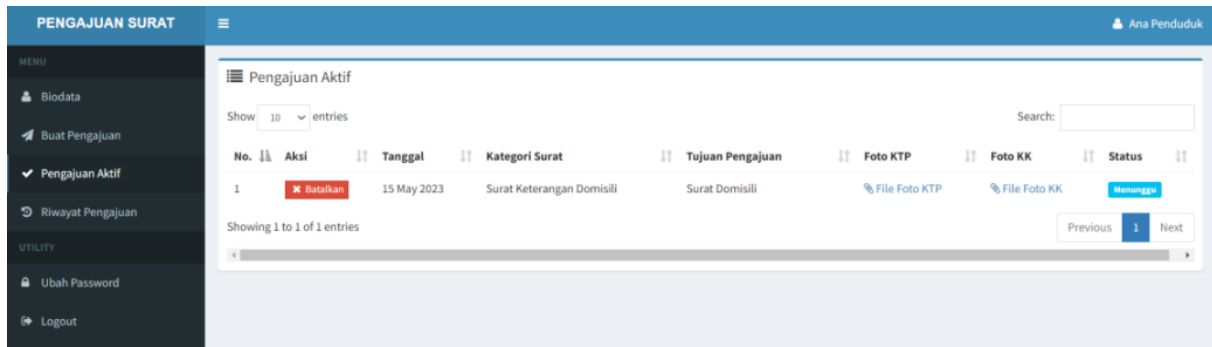 PENGAJUAN SURAT
Ana Penduduk
MENU
Biodata
Buat Pengajuan
Pengajuan Aktif
Riwayat Pengajuan
UTILITY
Ubah Password
Logout
Pengajuan Aktif
Show 10 entries
Search:
No. Aksi Tanggal Kategori Surat Tujuan Pengajuan Foto KTP Foto KK Status
1 Batalkan 15 May 2023 Surat Keterangan Domisili Surat Domisili File Foto KTP File Foto KK Menunggu
Showing 1 to 1 of 1 entries
Previous 1 Next